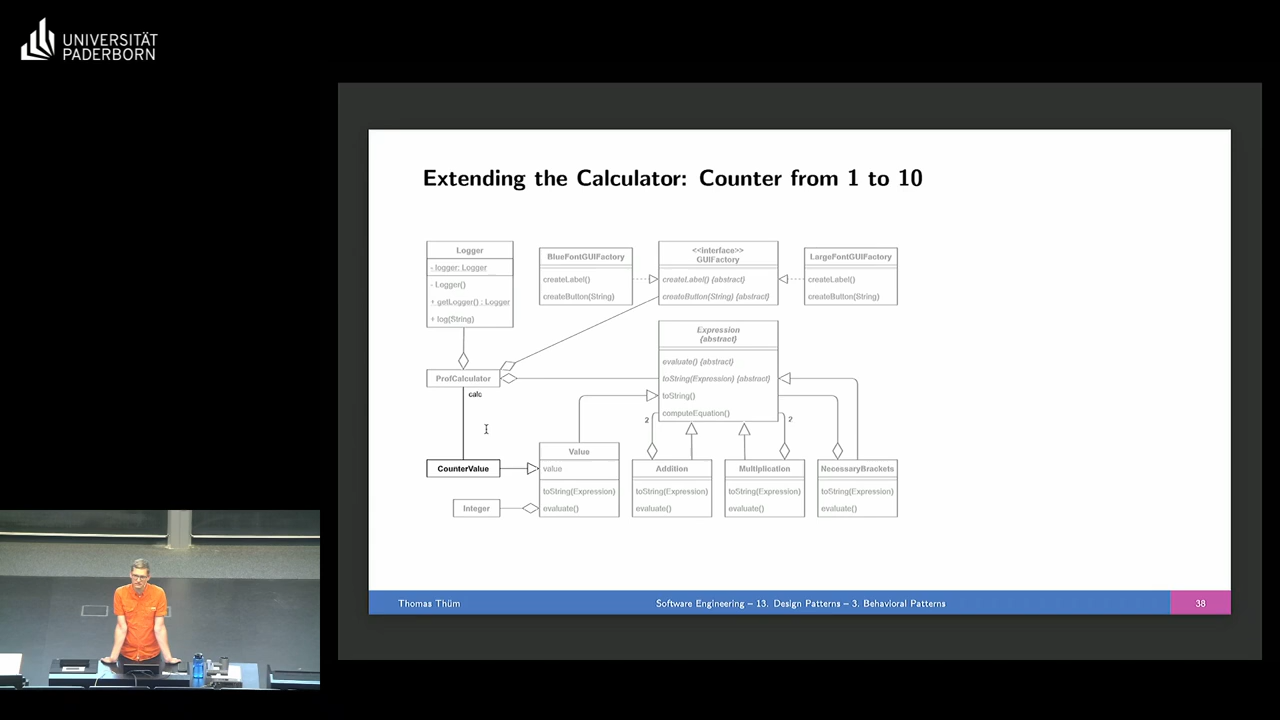 UNIVERSITÄT
PADERBORN
Extending the Calculator: Counter from 1 to 10
Logger
- logger: Logger
- Logger()
+ getLogger() : Logger
+ log(String)
BlueFontGUIFactory
createLabel()
createButton(String)
<<interface>>
GUIFactory
createLabel() {abstract}
createButton(String) {abstract}
LargeFontGUIFactory
createLabel()
createButton(String)
Expression
{abstract}
evaluate() {abstract}
toString(Expression) {abstract}
toString()
computeEquation()
ProfCalculator
calc
2
2
CounterValue
Value
value
toString(Expression)
evaluate()
Integer
Addition
toString(Expression)
evaluate()
Multiplication
toString(Expression)
evaluate()
NecessaryBrackets
toString(Expression)
evaluate()
Thomas Thüm
Software Engineering – 13. Design Patterns – 3. Behavioral Patterns
38